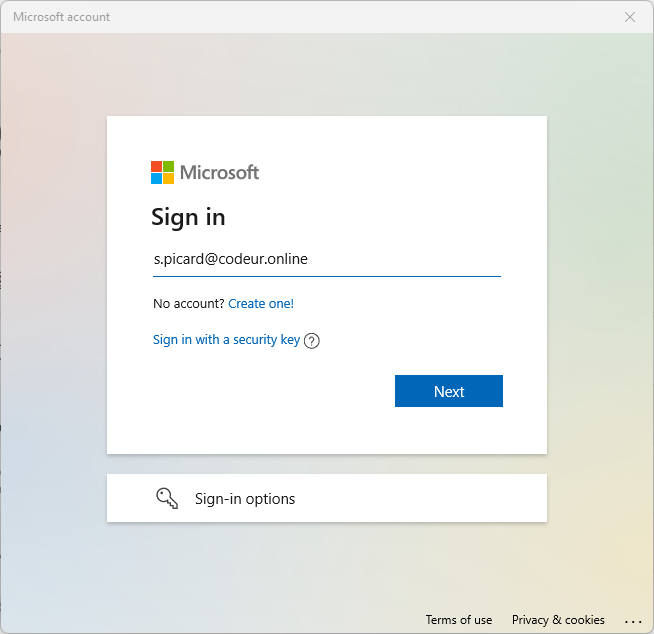 Microsoft account
Microsoft
Sign in
s.picard@codeur.online
No account? Create one!
Sign in with a security key ?
Next
Sign-in options
Terms of use Privacy & cookies ...